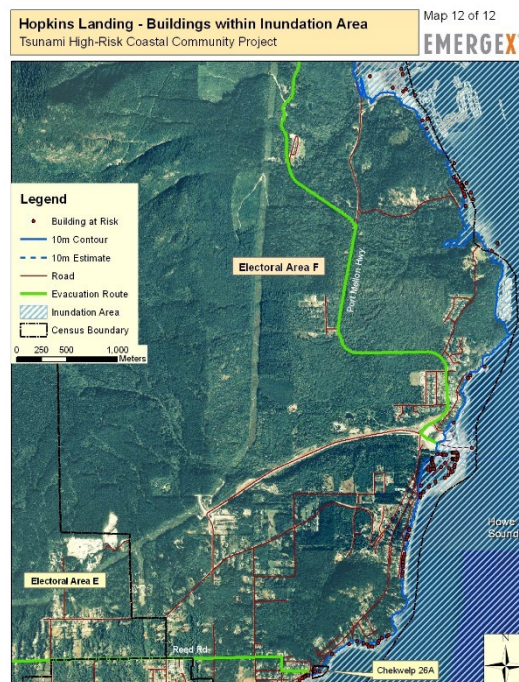 Hopkins Landing - Buildings within Inundation Area
Tsunami High-Risk Coastal Community Project
Map 12 of 12
EMERGEX
Legend
Building at Risk
10m Contour
10m Estimate
Road
Evacuation Route
Inundation Area
Census Boundary
0 250 500 1,000
Meters
Electoral Area F
Port Mellon Hwy.
Howe
Sound
Electoral Area E
Reed Rd.
Chekwelp 26A
N